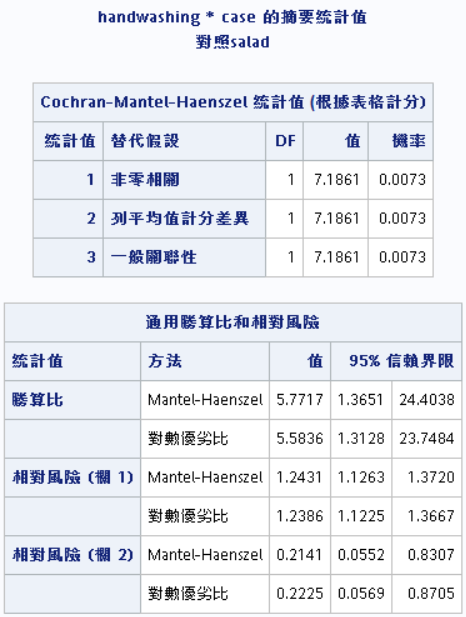 handwashing * case 的摘要統計值
對照salad
Cochran-Mantel-Haenszel 統計值 (根據表格計分)
統計值 替代假設 DF 值 機率
1 非零相關 1 7.1861 0.0073
2 列平均值計分差異 1 7.1861 0.0073
3 一般關聯性 1 7.1861 0.0073
通用勝算比和相對風險
統計值 方法 值 95% 信賴界限
勝算比 Mantel-Haenszel 5.7717 1.3651 24.4038
對數優劣比 5.5836 1.3128 23.7484
相對風險 (欄 1) Mantel-Haenszel 1.2431 1.1263 1.3720
對數優劣比 1.2386 1.1225 1.3667
相對風險 (欄 2) Mantel-Haenszel 0.2141 0.0552 0.8307
對數優劣比 0.2225 0.0569 0.8705